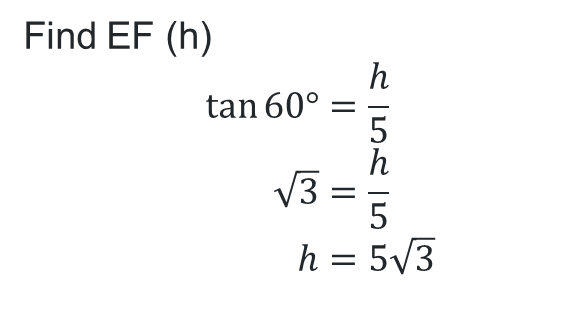 Find EF (h)
tan 60° = h/5
√3 = h/5
h = 5√3